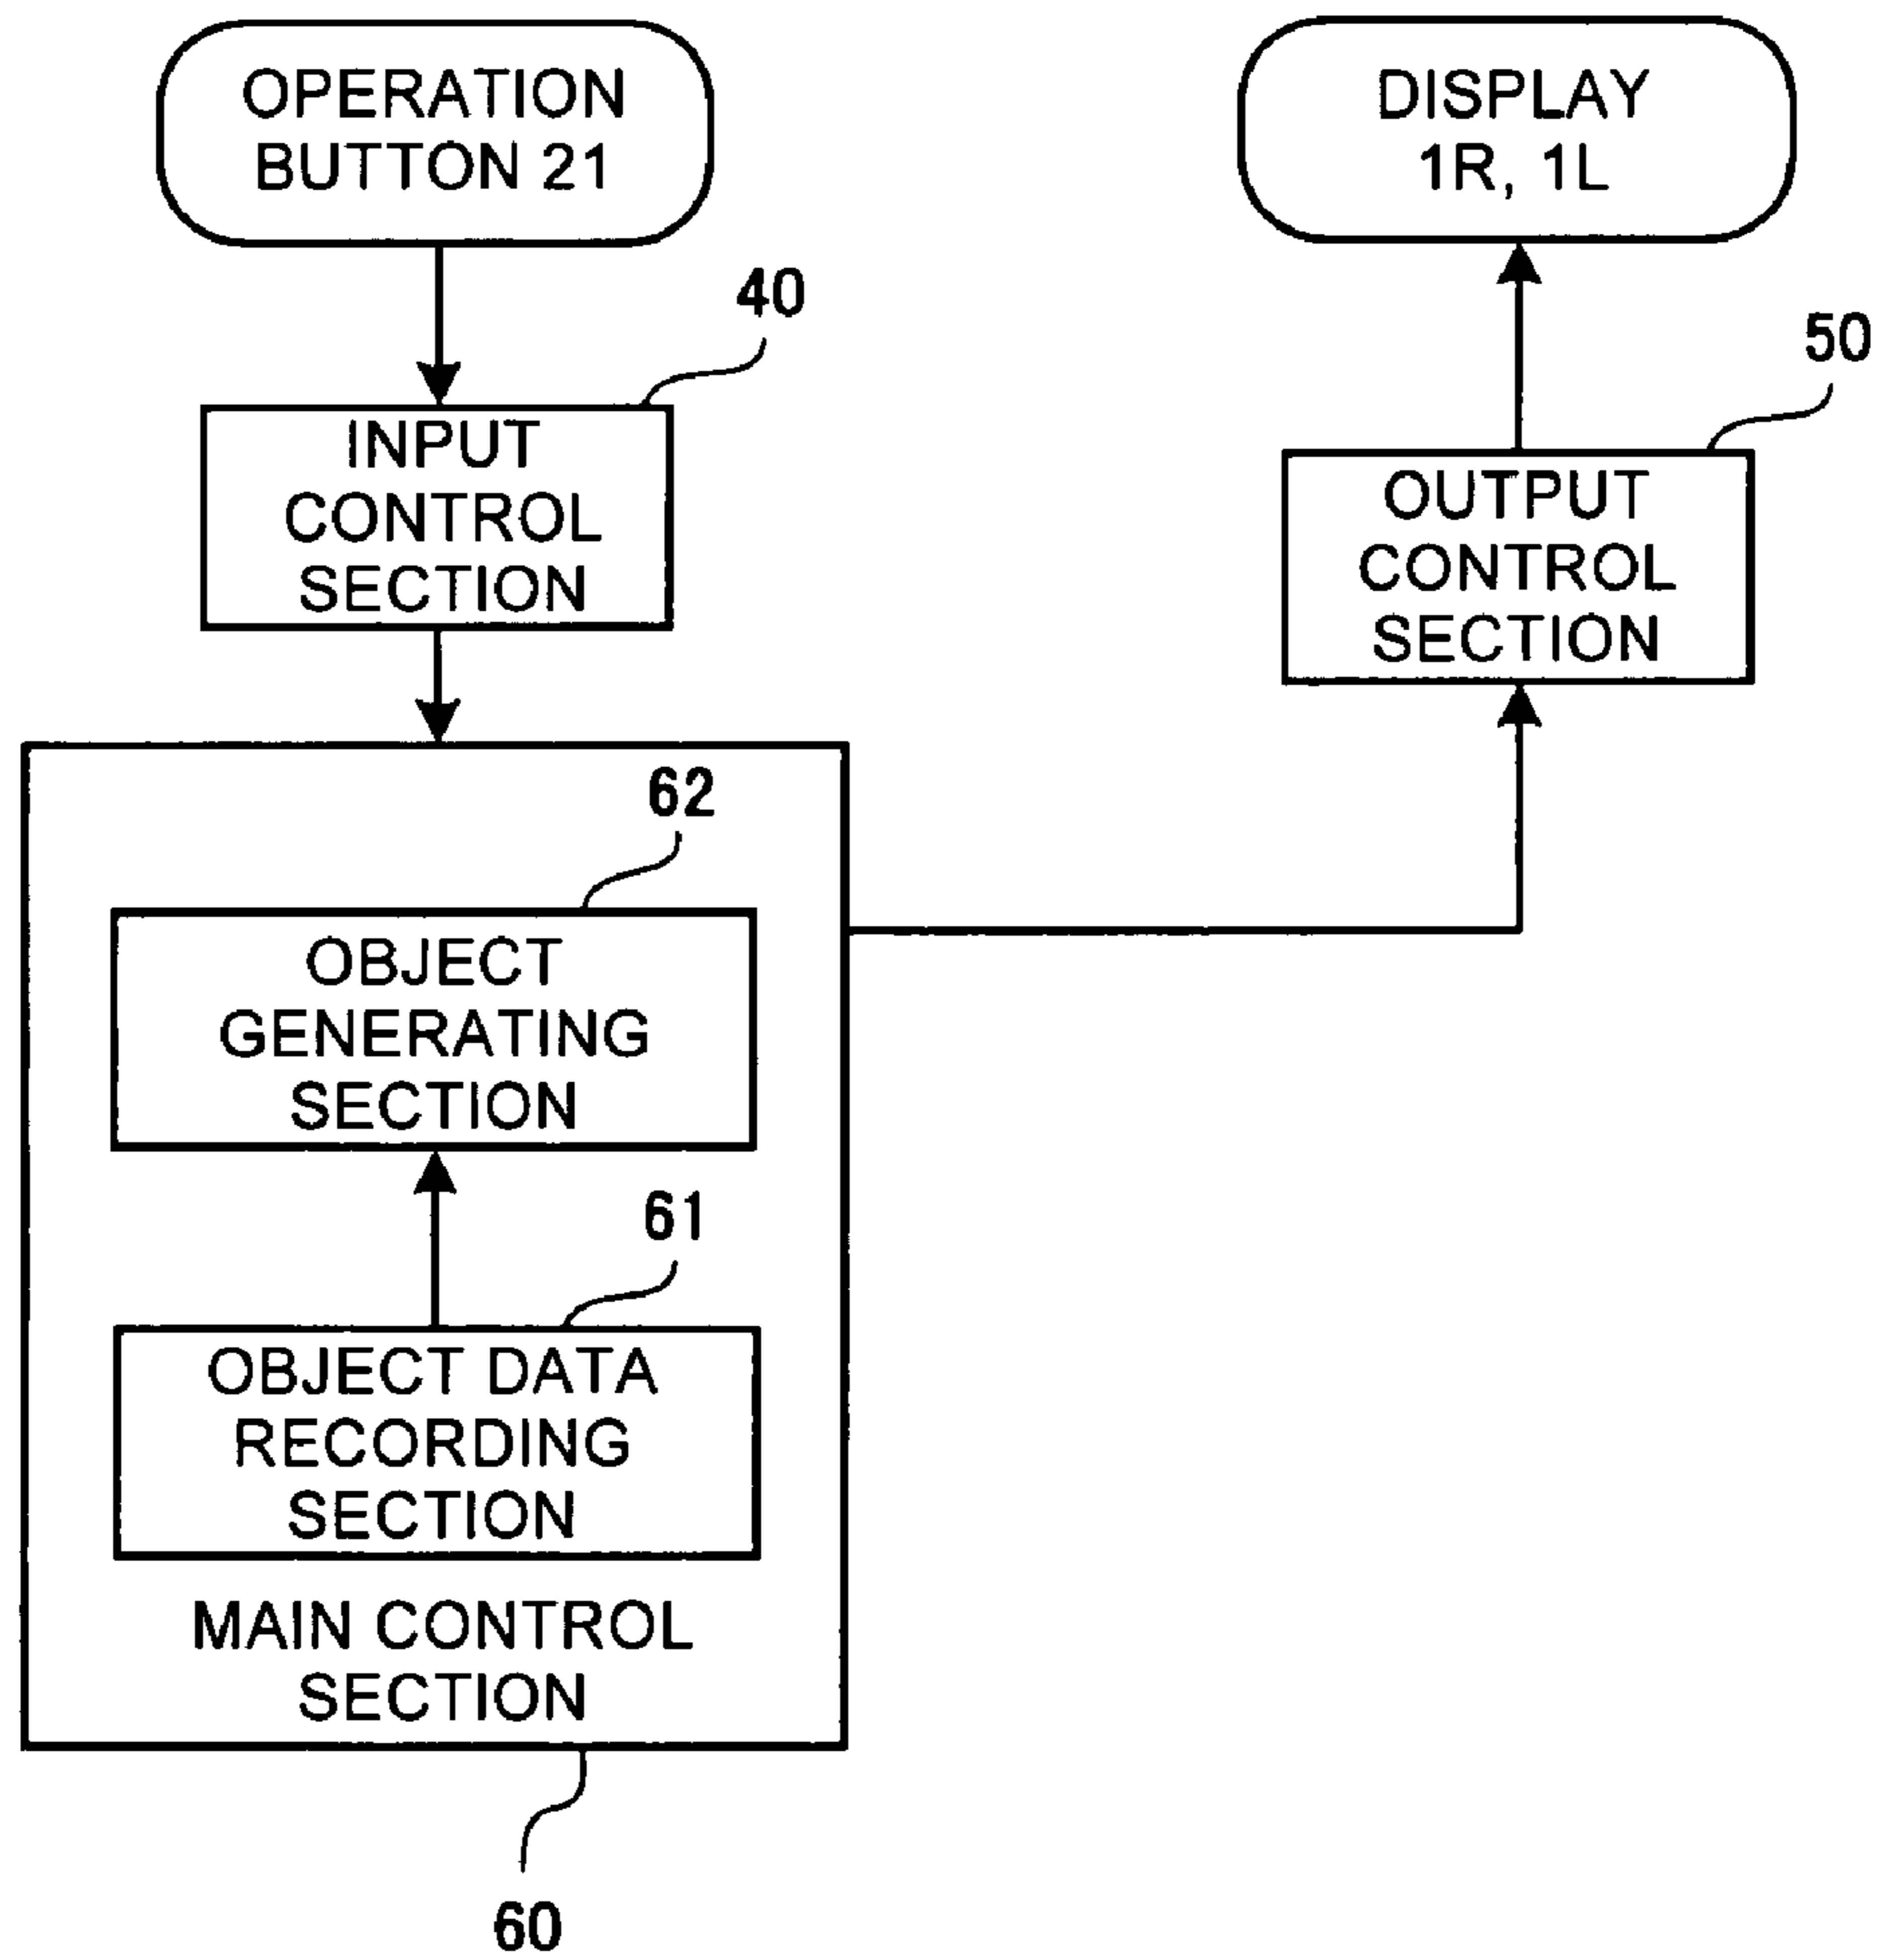 OPERATION
BUTTON 21
DISPLAY
1R, 1L
40
50
INPUT
CONTROL
SECTION
OUTPUT
CONTROL
SECTION
62
OBJECT
GENERATING
SECTION
61
OBJECT DATA
RECORDING
SECTION
MAIN CONTROL
SECTION
60